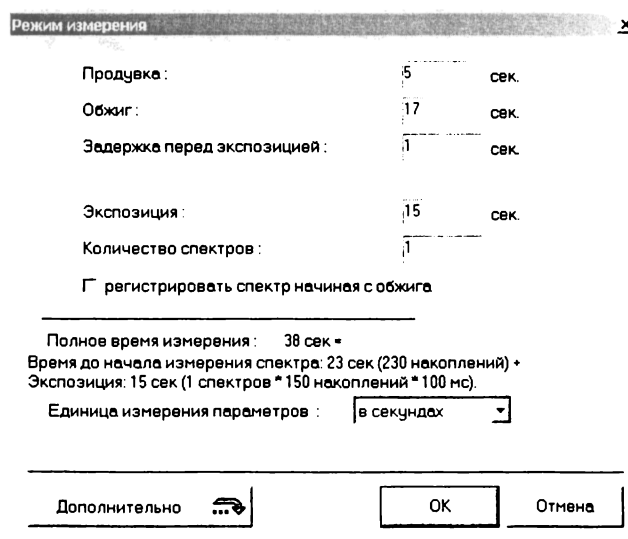 Режим измерения
Продувка : 5 сек.
Обжиг : 17 сек.
Задержка перед экспозицией : 1 сек.
Экспозиция : 15 сек.
Количество спектров : 1
регистрировать спектр начиная с обжига
Полное время измерения : 38 сек =
Время до начала измерения спектра: 23 сек (230 накоплений) +
Экспозиция: 15 сек (1 спектров * 150 накоплений * 100 мс).
Единица измерения параметров : в секундах
Дополнительно ОК Отмена